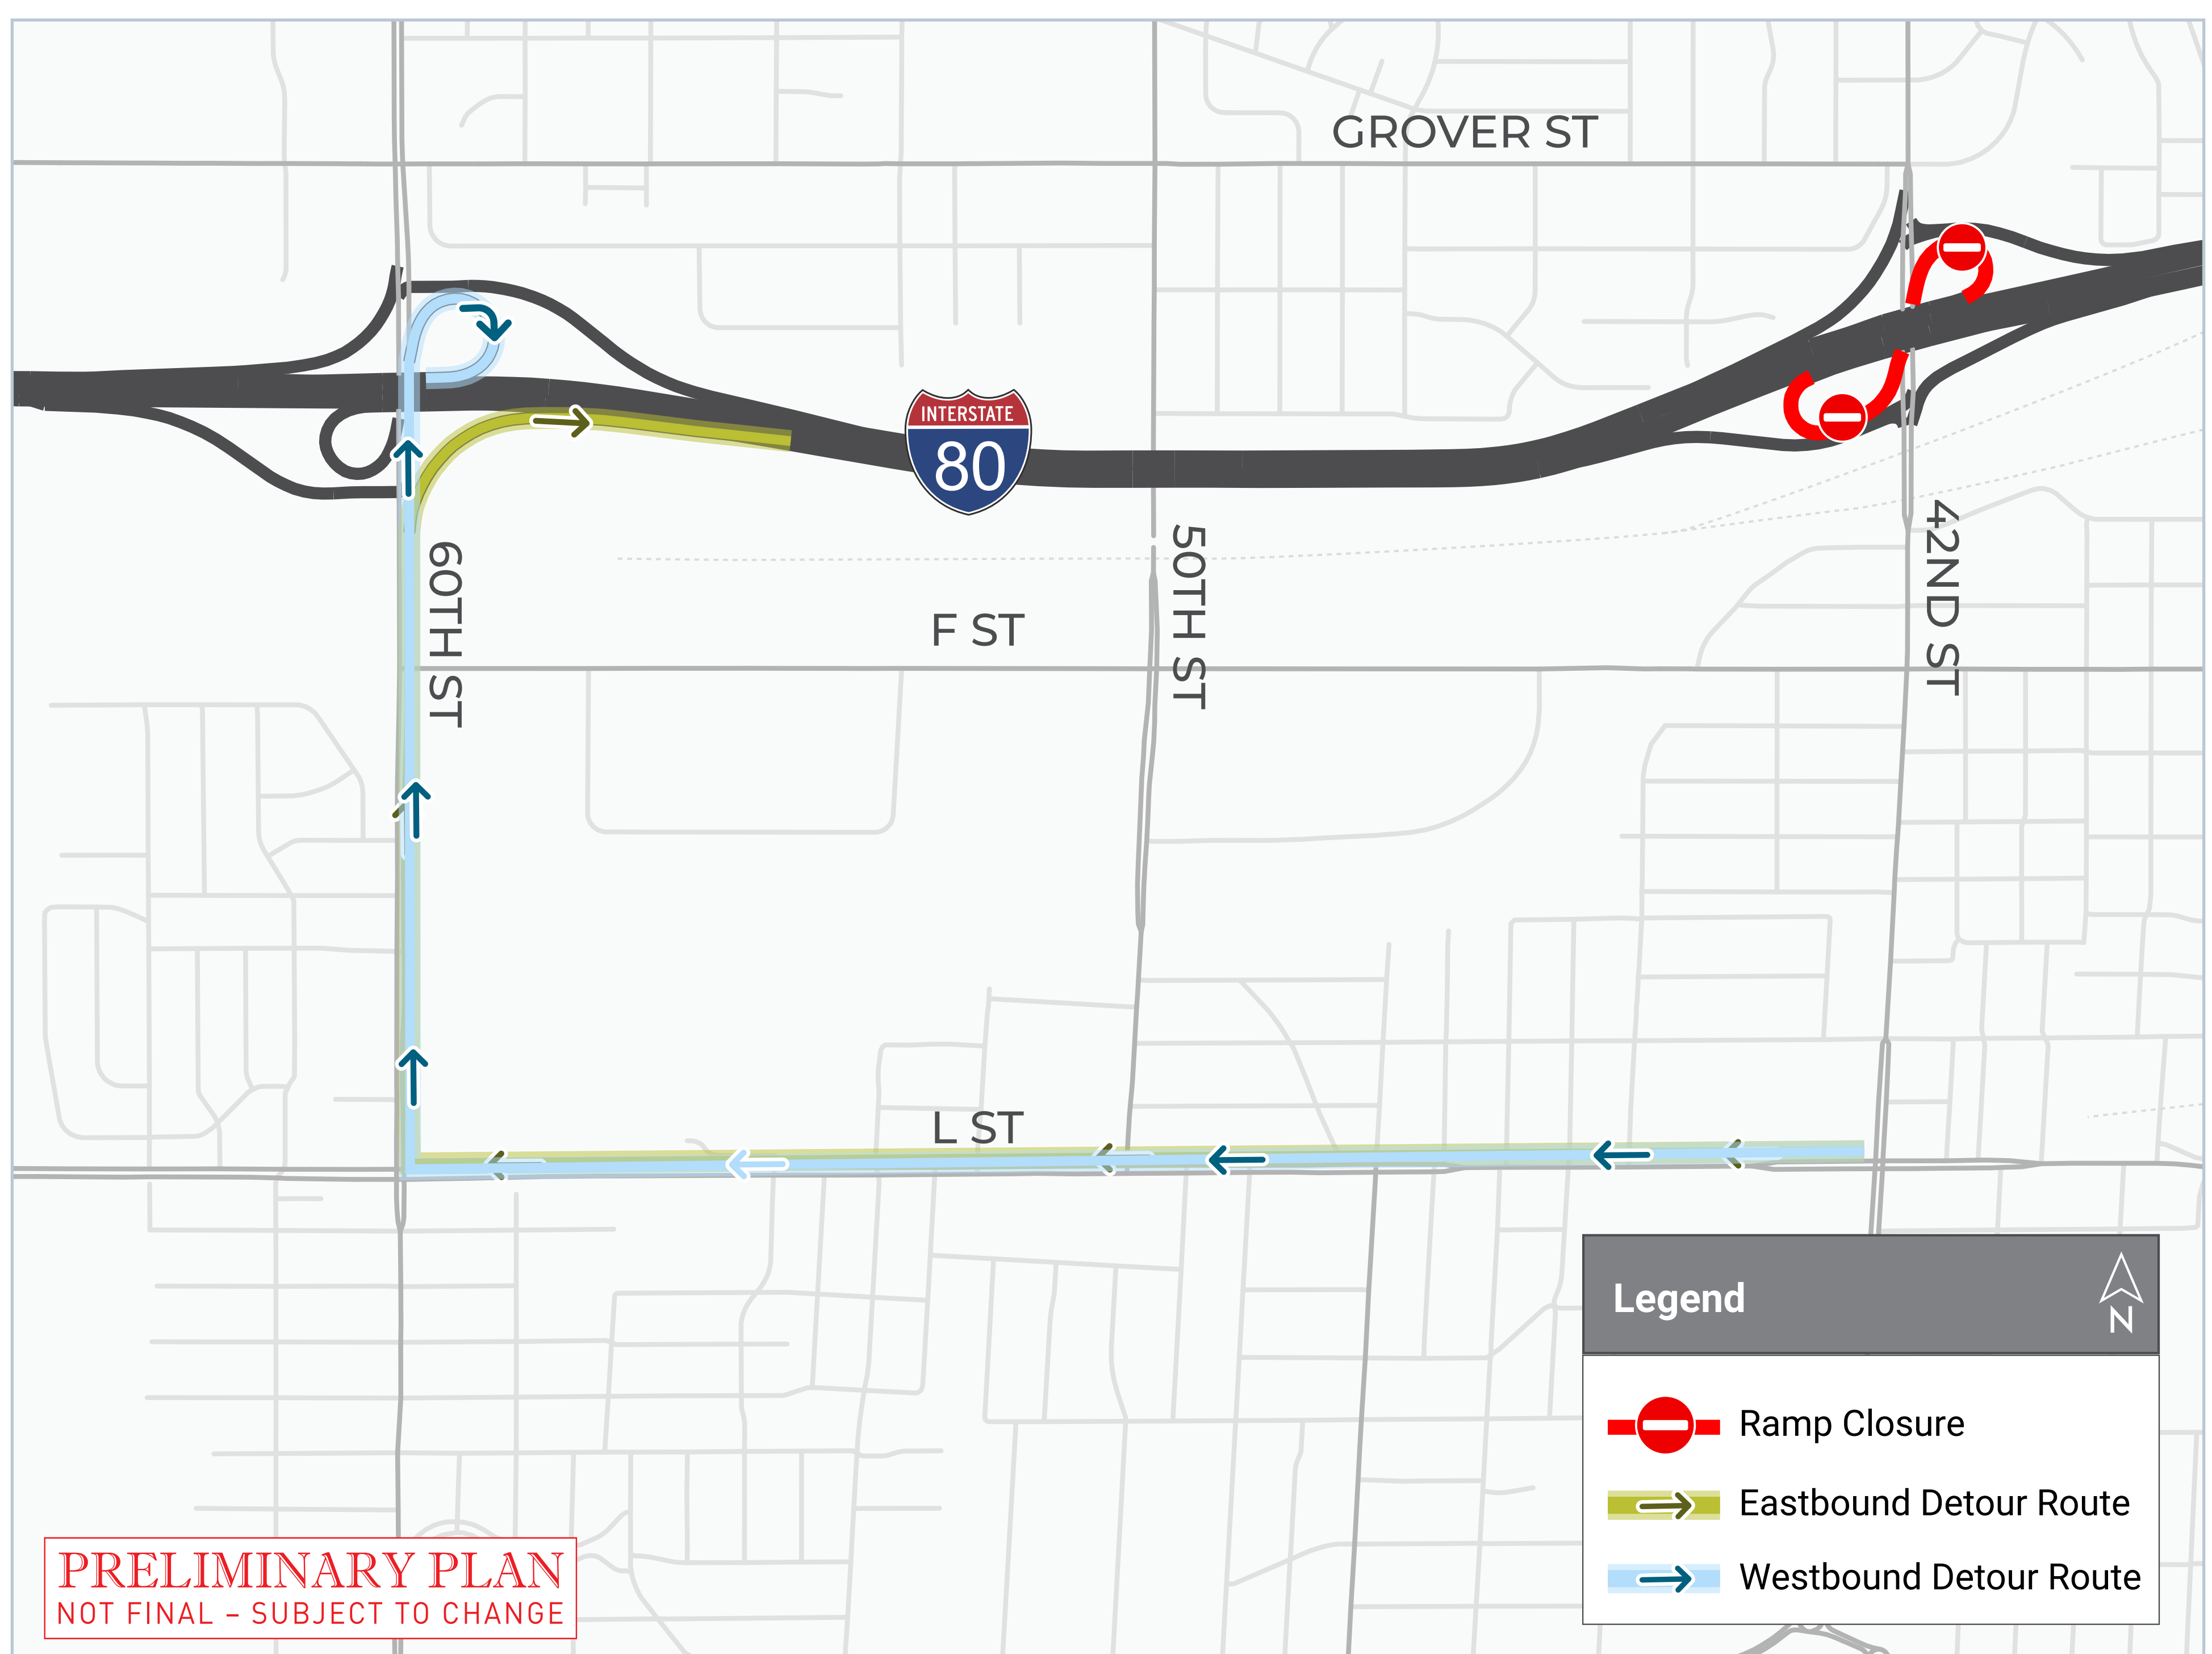 GROVER ST
INTERSTATE
80
60TH ST
50TH ST
42ND ST
F ST
L ST
Legend
N
Ramp Closure
Eastbound Detour Route
Westbound Detour Route
PRELIMINARY PLAN
NOT FINAL – SUBJECT TO CHANGE